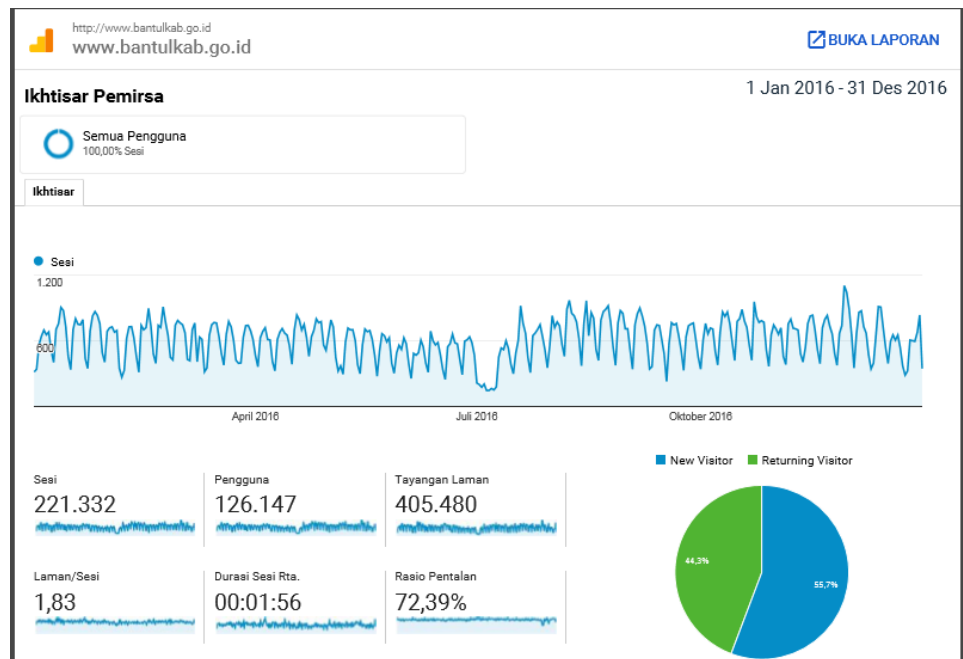 http://www.bantulkab.go.id
www.bantulkab.go.id
BUKA LAPORAN
Ikhtisar Pemirsa
1 Jan 2016 - 31 Des 2016
Semua Pengguna
100,00% Sesi
Ikhtisar
Sesi
1.200
600
April 2016
Juli 2016
Oktober 2016
New Visitor
Returning Visitor
Sesi
221.332
Pengguna
126.147
Tayangan Laman
405.480
44,3%
55,7%
Laman/Sesi
1,83
Durasi Sesi Rta.
00:01:56
Rasio Pentalan
72,39%